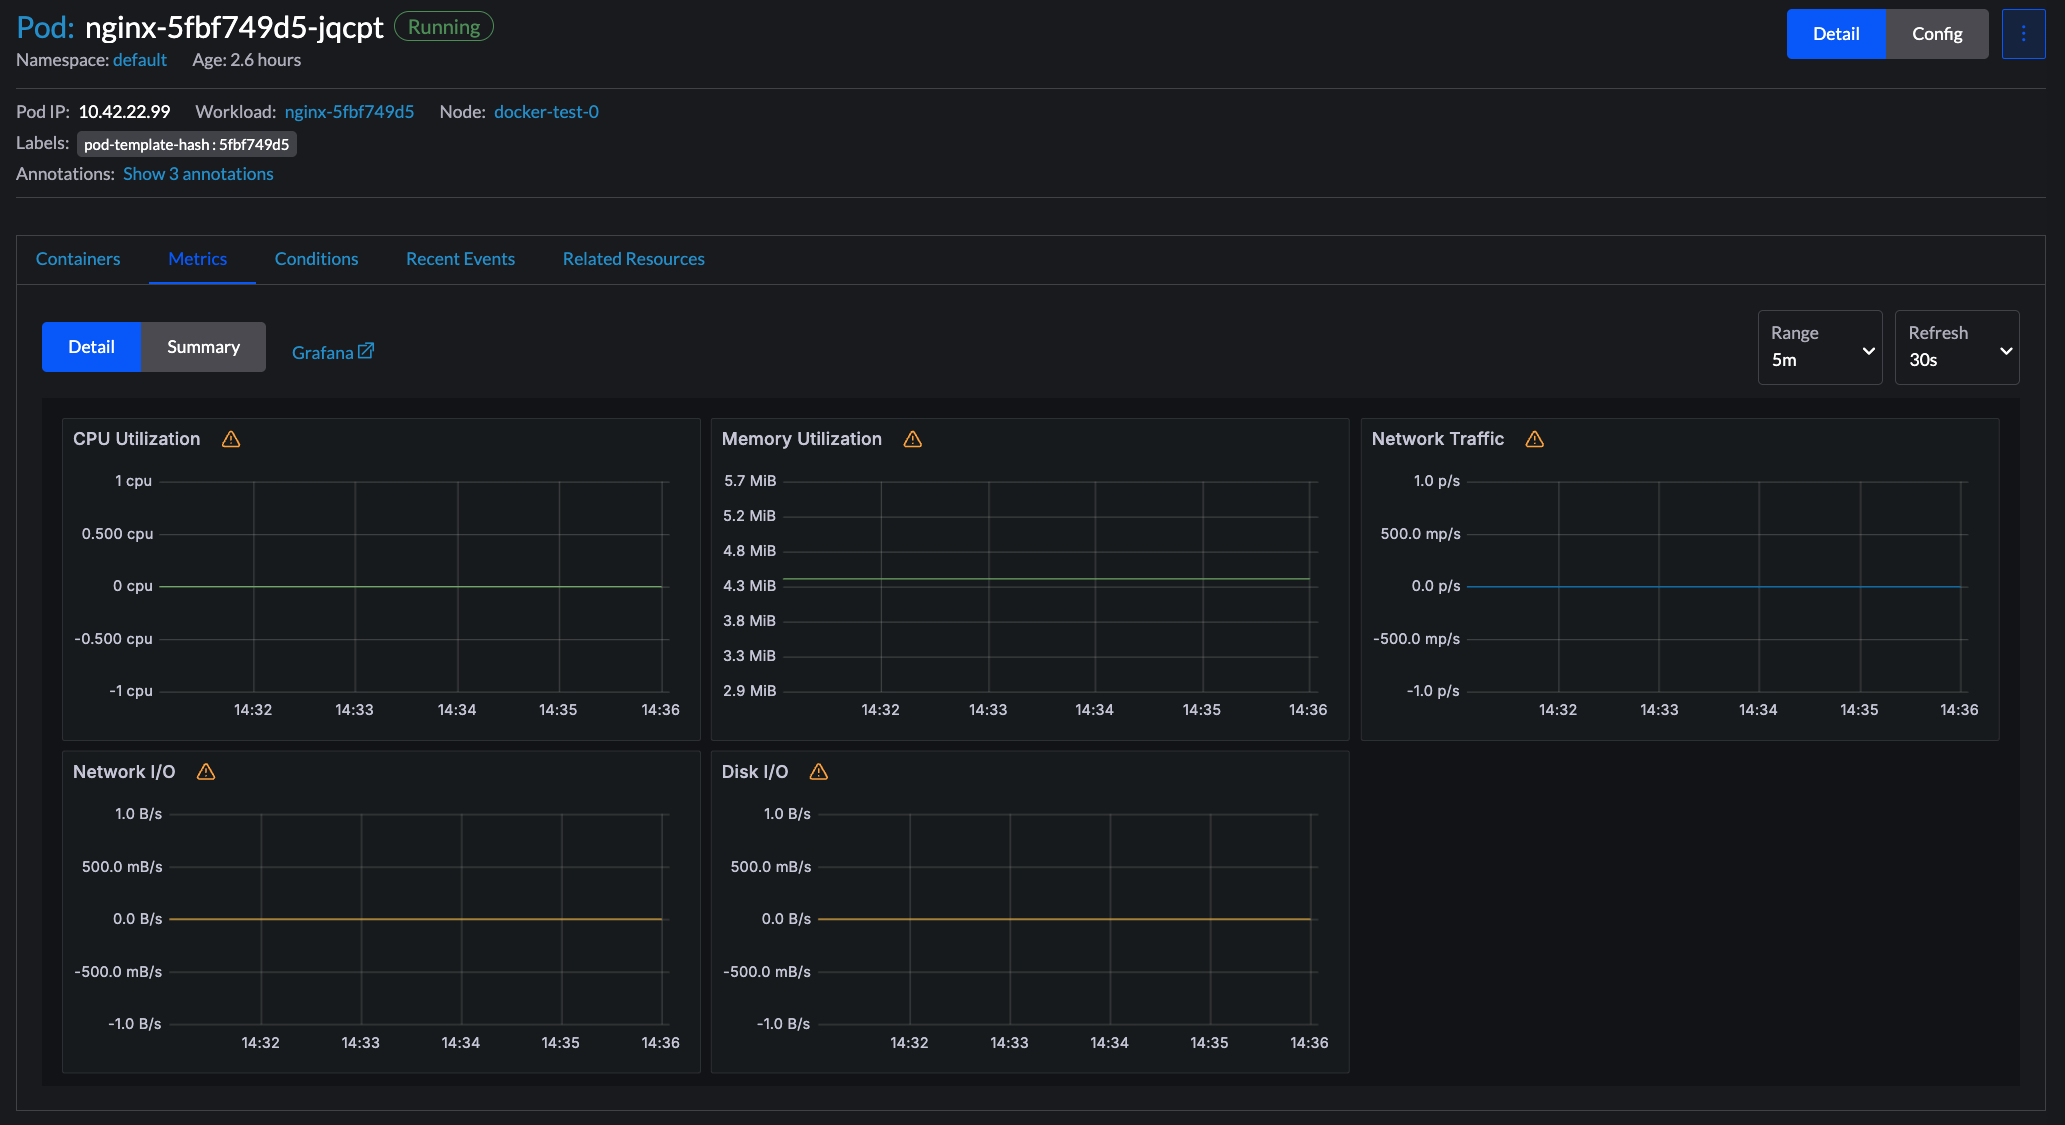 Pod: nginx-5fbf749d5-jqcpt Running
Detail Config
Namespace: default Age: 2.6 hours
Pod IP: 10.42.22.99 Workload: nginx-5fbf749d5 Node: docker-test-0
Labels: pod-template-hash : 5fbf749d5
Annotations: Show 3 annotations
Containers Metrics Conditions Recent Events Related Resources
Detail Summary Grafana
Range
5m
Refresh
30s
CPU Utilization
1 cpu
0.500 cpu
0 cpu
-0.500 cpu
-1 cpu
14:32 14:33 14:34 14:35 14:36
Memory Utilization
5.7 MiB
5.2 MiB
4.8 MiB
4.3 MiB
3.8 MiB
3.3 MiB
2.9 MiB
14:32 14:33 14:34 14:35 14:36
Network Traffic
1.0 p/s
500.0 mp/s
0.0 p/s
-500.0 mp/s
-1.0 p/s
14:32 14:33 14:34 14:35 14:36
Network I/O
1.0 B/s
500.0 mB/s
0.0 B/s
-500.0 mB/s
-1.0 B/s
14:32 14:33 14:34 14:35 14:36
Disk I/O
1.0 B/s
500.0 mB/s
0.0 B/s
-500.0 mB/s
-1.0 B/s
14:32 14:33 14:34 14:35 14:36